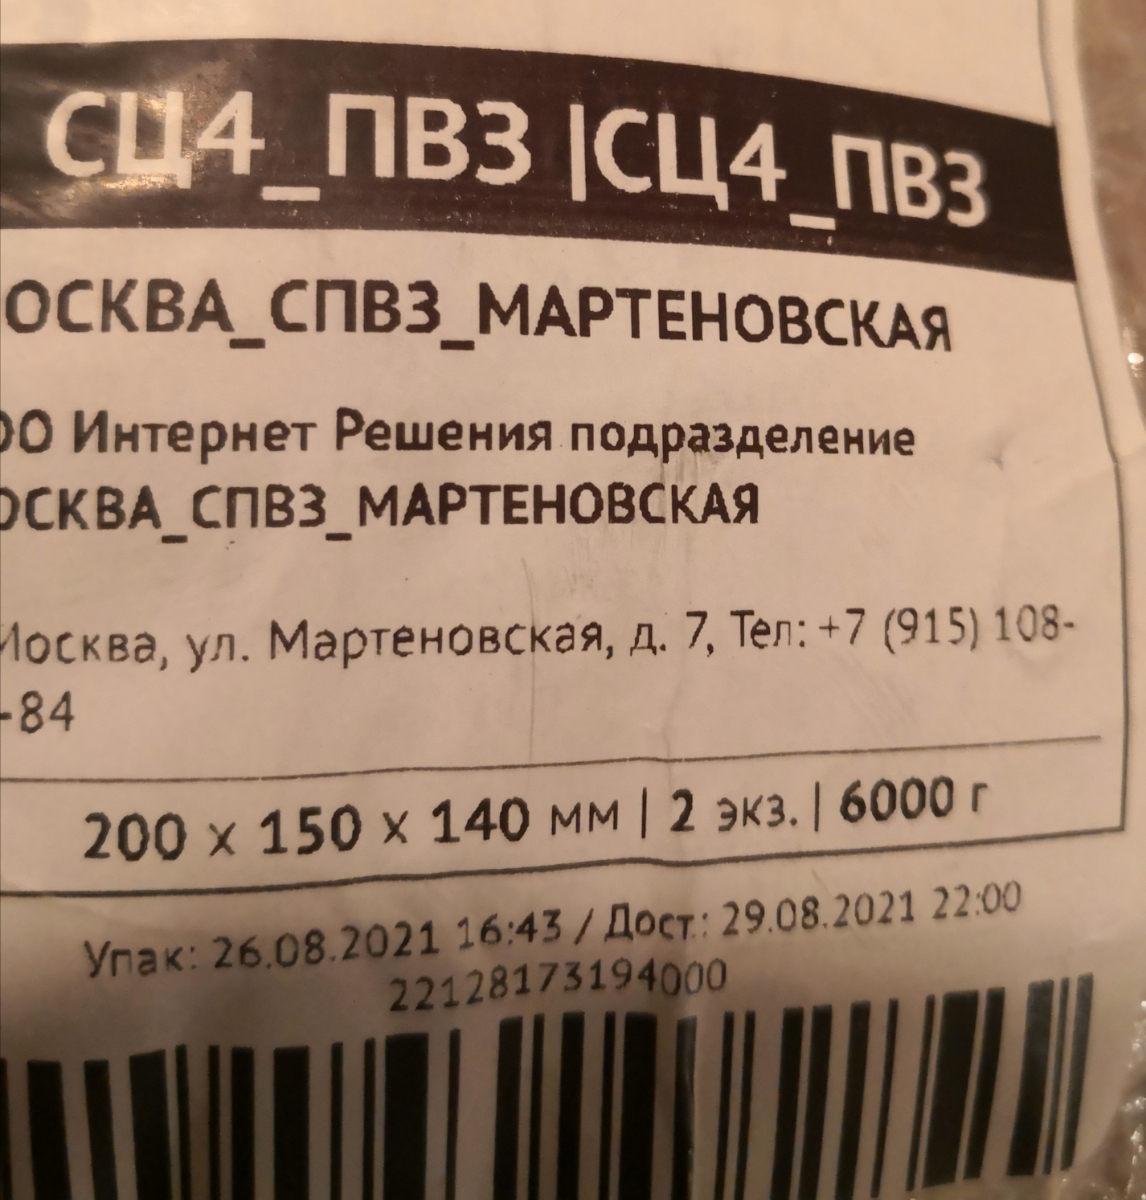 СЦ4_ПВЗ |СЦ4_ПВЗ
ОСКВА_СПВЗ_МАРТЕНОВСКАЯ
ОО Интернет Решения подразделение
ОСКВА_СПВЗ_МАРТЕНОВСКАЯ
Москва, ул. Мартеновская, д. 7, Тел: +7 (915) 108-
-84
200 x 150 x 140 мм | 2 экз. | 6000 г
Упак: 26.08.2021 16:43 / Дост: 29.08.2021 22:00
22128173194000